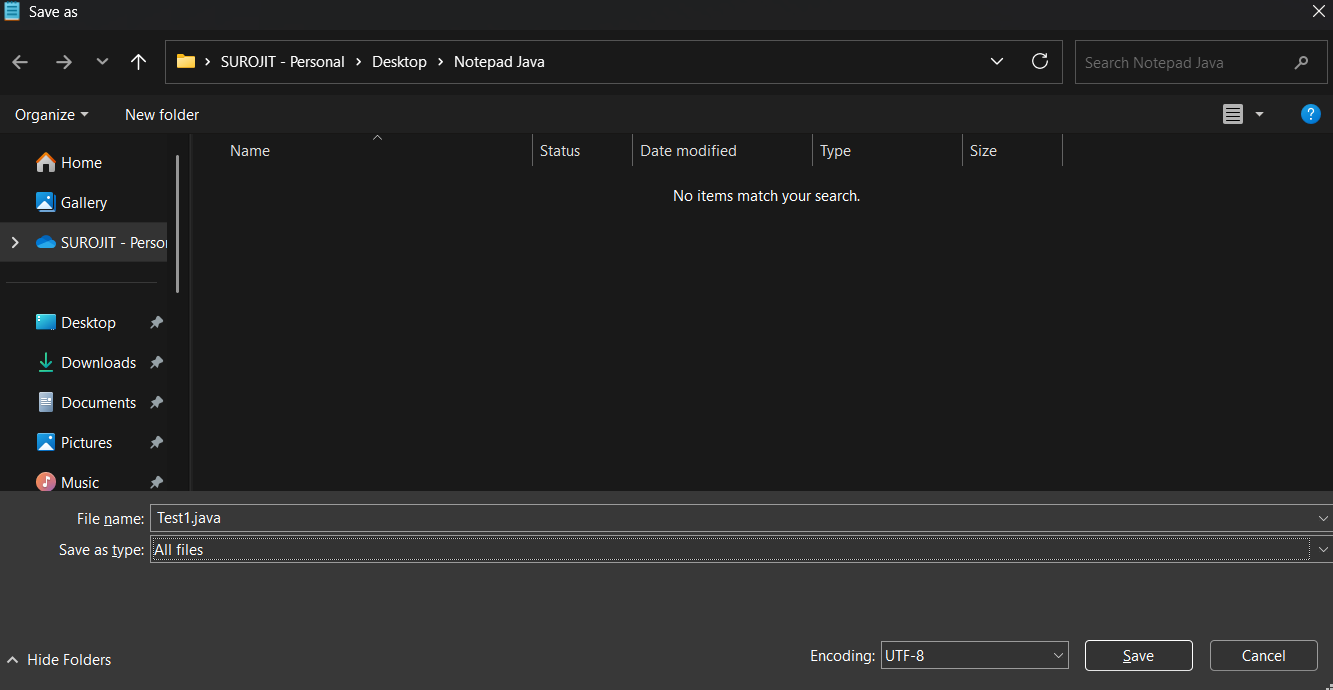 Save as
SUROJIT - Personal Desktop Notepad Java Search Notepad Java
Organize New folder
Name Status Date modified Type Size
No items match your search.
Home
Gallery
SUROJIT - Person
Desktop
Downloads
Documents
Pictures
Music
File name: Test1.java
Save as type: All files
Hide Folders Encoding: UTF-8 Save Cancel